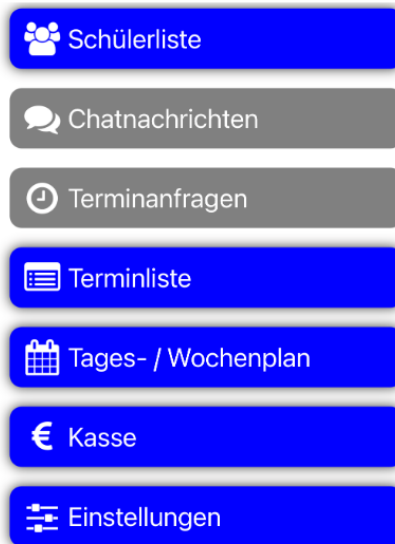 Schülerliste
Chatnachrichten
Terminanfragen
Terminliste
Tages- / Wochenplan
€ Kasse
Einstellungen